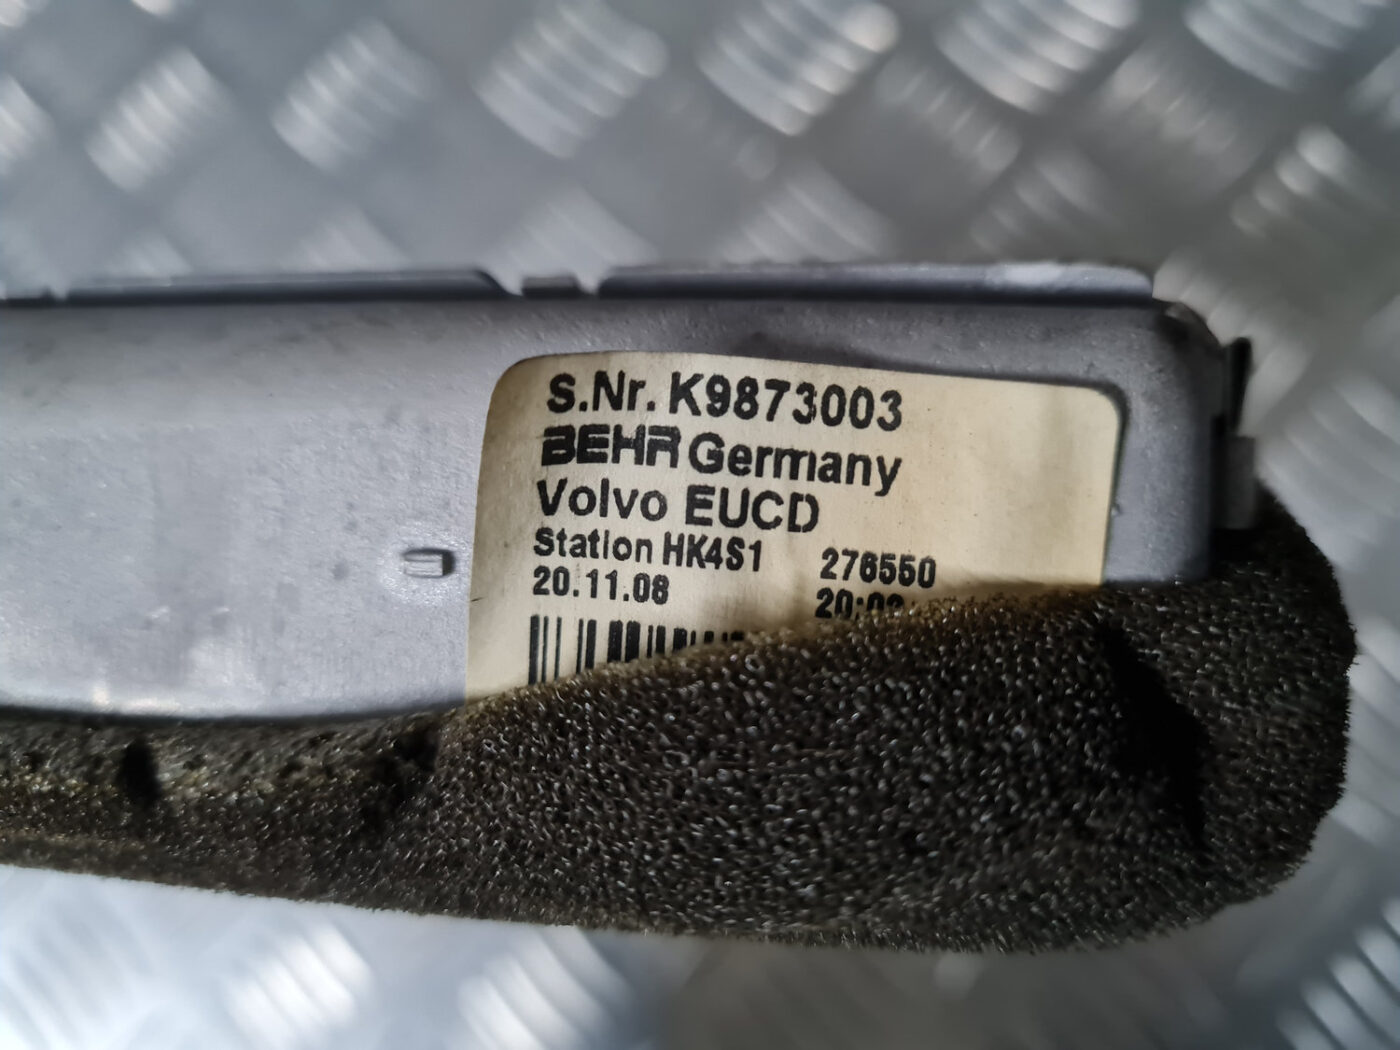 S.Nr. K9873003
BEHR Germany
Volvo EUCD
Station HK4S1 276550
20.11.08